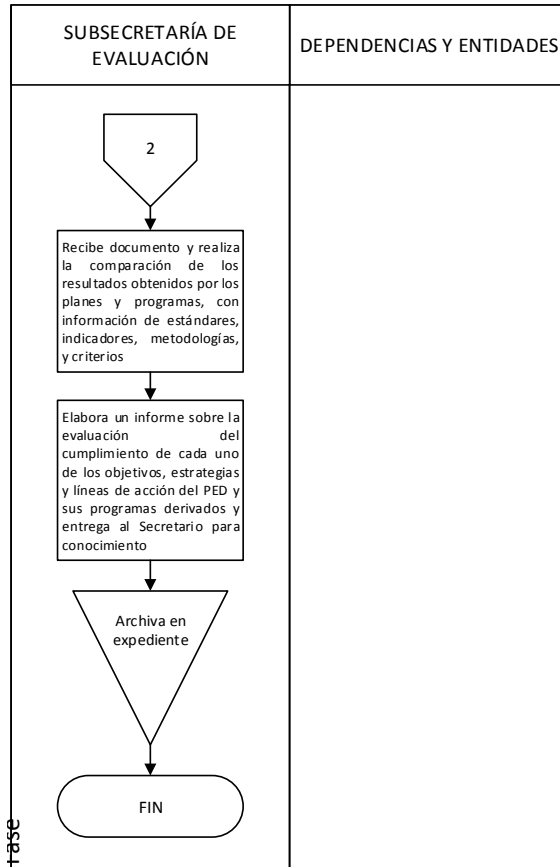 SUBSECRETARÍA DE
EVALUACIÓN
DEPENDENCIAS Y ENTIDADES
2
Recibe documento y realiza
la comparación de los
resultados obtenidos por los
planes y programas, con
información de estándares,
indicadores, metodologías,
y criterios
Elabora un informe sobre la
evaluación del
cumplimiento de cada uno
de los objetivos, estrategias
y líneas de acción del PED y
sus programas derivados y
entrega al Secretario para
conocimiento
Archiva en
expediente
FIN
Fase